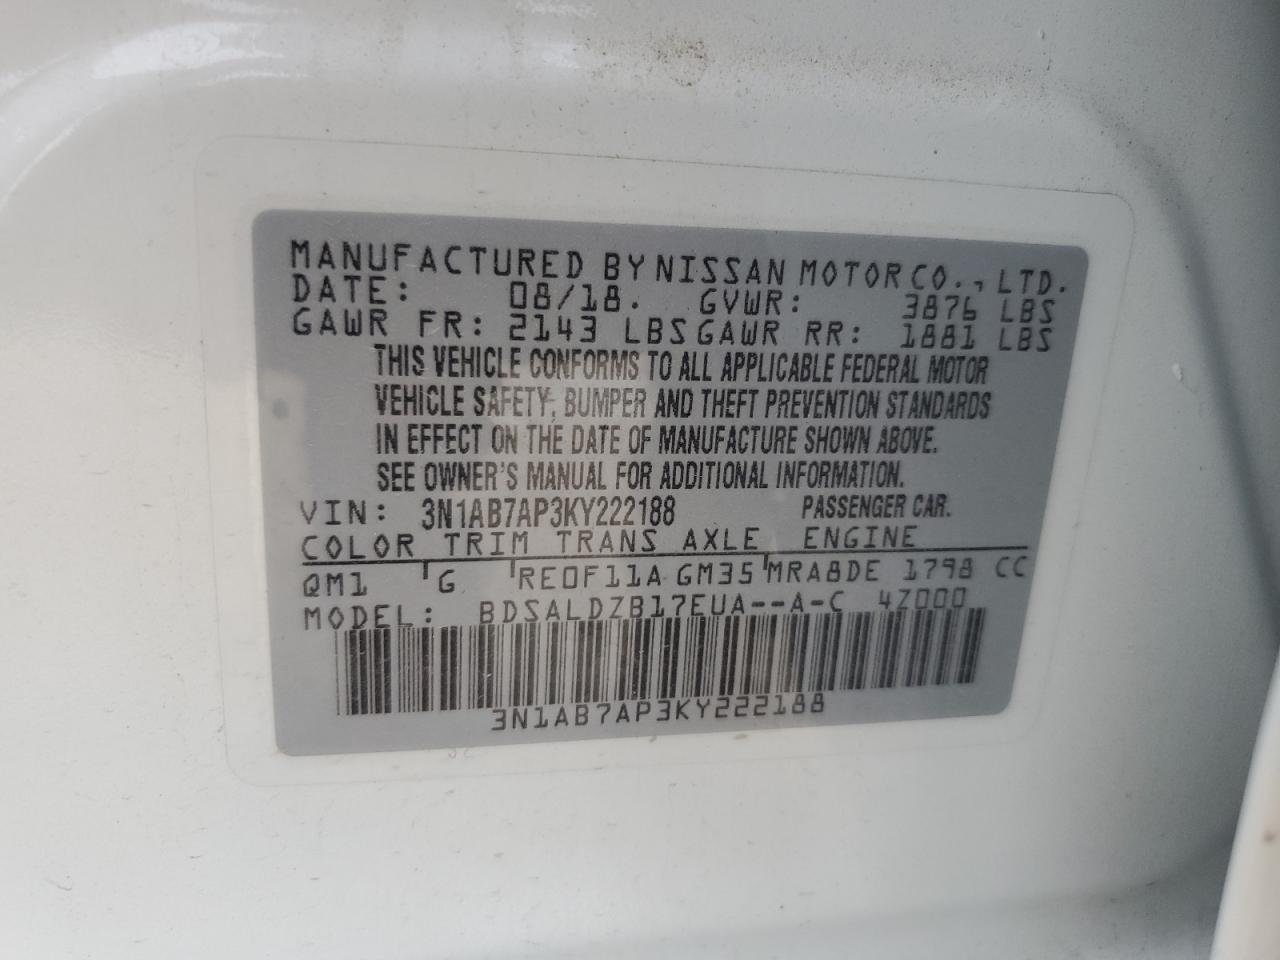 MANUFACTURED BY NISSAN MOTOR CO., LTD.
DATE: 08/18. GVWR: 3876 LBS
GAWR FR: 2143 LBS GAWR RR: 1881 LBS
THIS VEHICLE CONFORMS TO ALL APPLICABLE FEDERAL MOTOR
VEHICLE SAFETY, BUMPER AND THEFT PREVENTION STANDARDS
IN EFFECT ON THE DATE OF MANUFACTURE SHOWN ABOVE.
SEE OWNER'S MANUAL FOR ADDITIONAL INFORMATION.
VIN: 3N1AB7AP3KY222188 PASSENGER CAR.
COLOR TRIM TRANS AXLE ENGINE
QM1 G RE0F11A GM35 MRA8DE 1798 CC
MODEL: BDSALDZB17EUA--A-C 4Z000
3N1AB7AP3KY222188